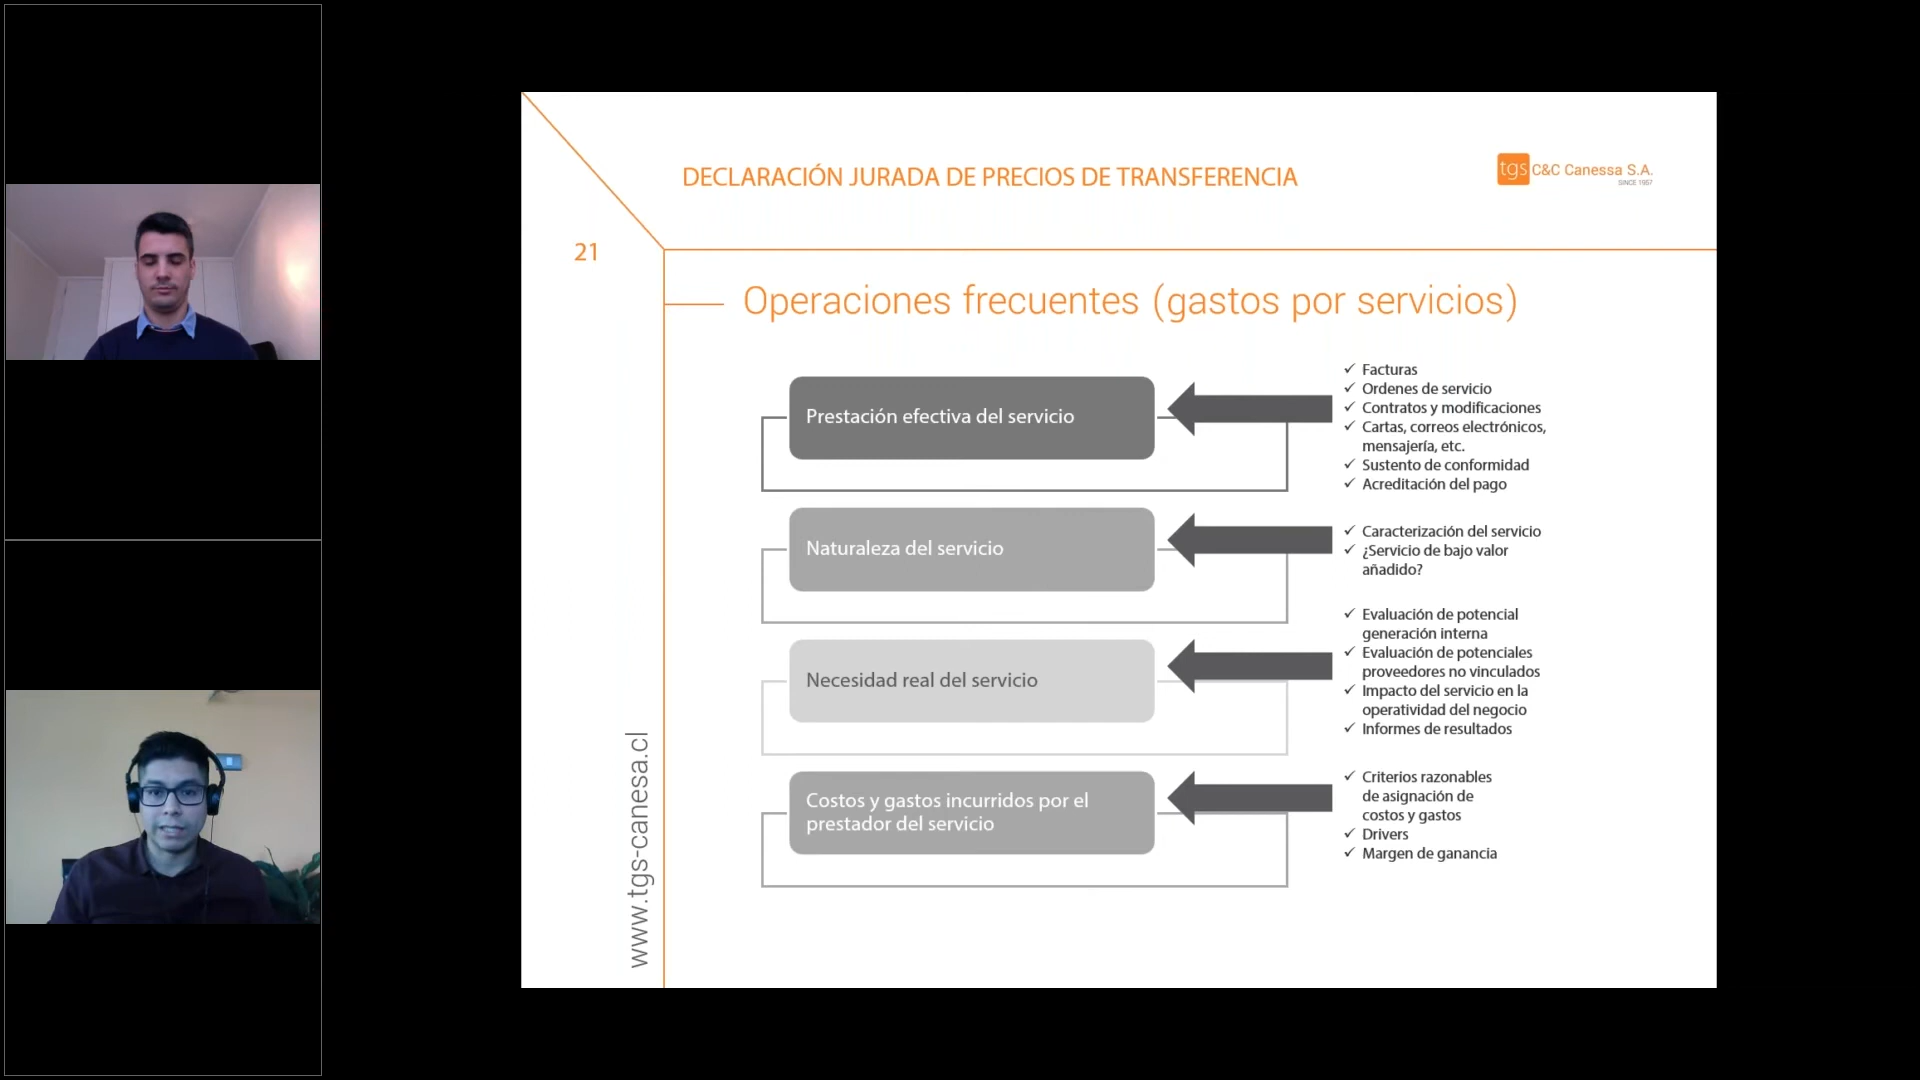 DECLARACIÓN JURADA DE PRECIOS DE TRANSFERENCIA
tgs C&C Canessa S.A.
SINCE 1957
21
Operaciones frecuentes (gastos por servicios)
Prestación efectiva del servicio
✓ Facturas
✓ Ordenes de servicio
✓ Contratos y modificaciones
✓ Cartas, correos electrónicos,
mensajería, etc.
✓ Sustento de conformidad
✓ Acreditación del pago
Naturaleza del servicio
✓ Caracterización del servicio
✓ ¿Servicio de bajo valor
añadido?
Necesidad real del servicio
✓ Evaluación de potencial
generación interna
✓ Evaluación de potenciales
proveedores no vinculados
✓ Impacto del servicio en la
operatividad del negocio
✓ Informes de resultados
Costos y gastos incurridos por el
prestador del servicio
✓ Criterios razonables
de asignación de
costos y gastos
✓ Drivers
✓ Margen de ganancia
www.tgs-canesa.cl